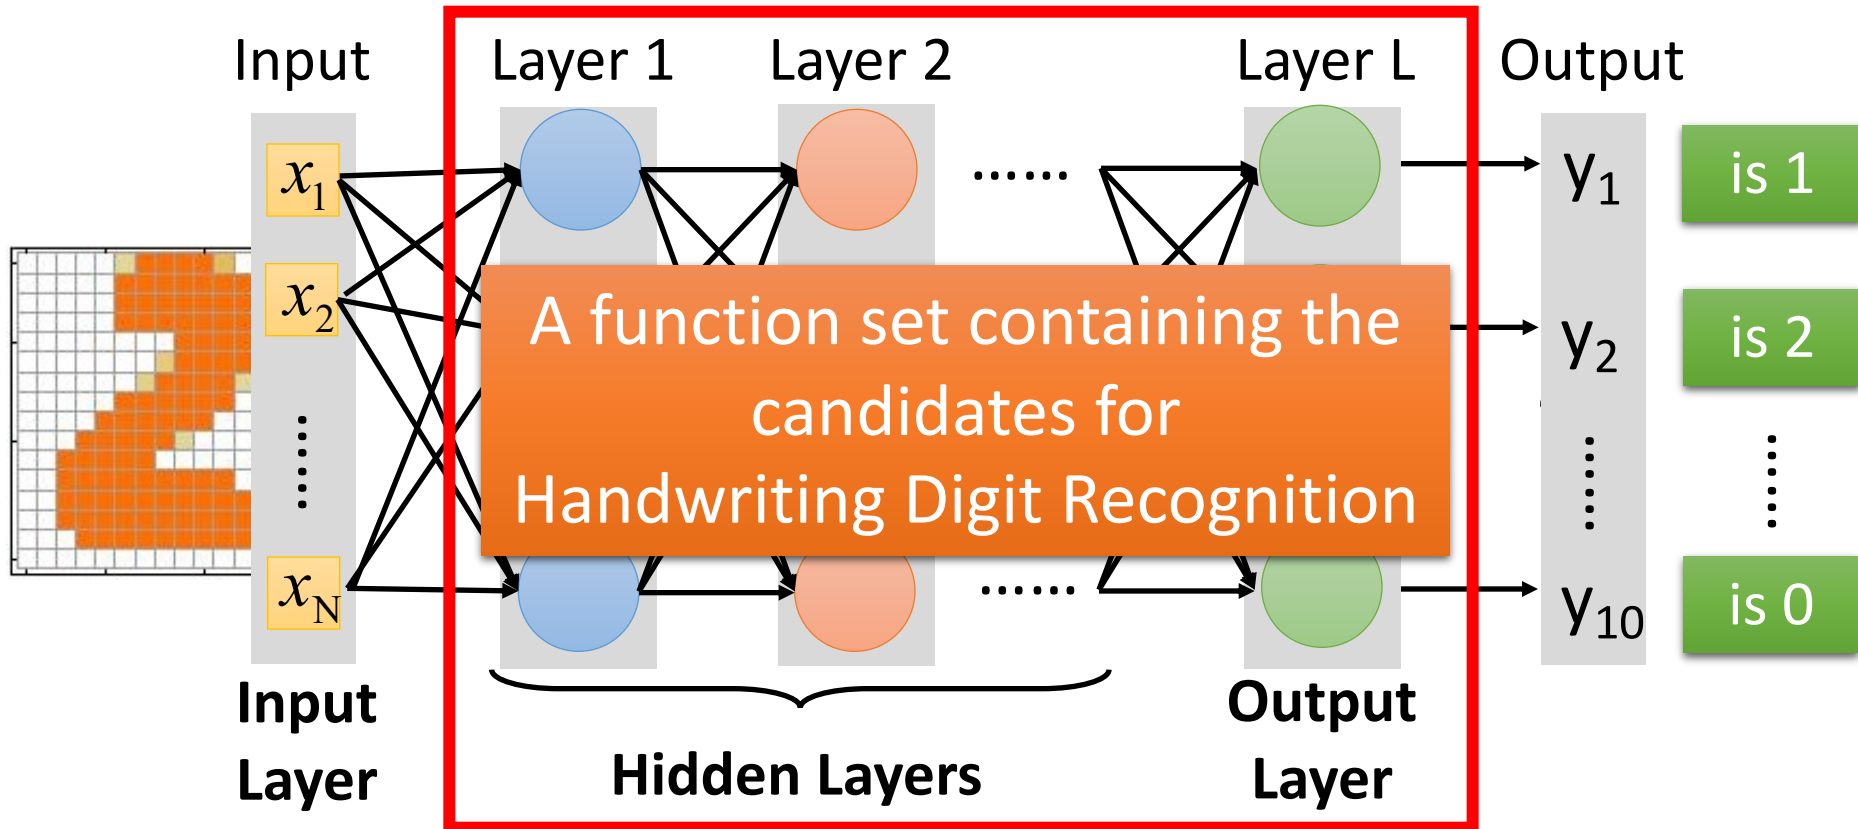 Input
Layer 1
Layer 2
Layer L
Output
x1
x2
......
xN
......
......
A function set containing the
candidates for
Handwriting Digit Recognition
y1
y2
......
y10
is 1
is 2
......
is 0
Input
Layer
Hidden Layers
Output
Layer